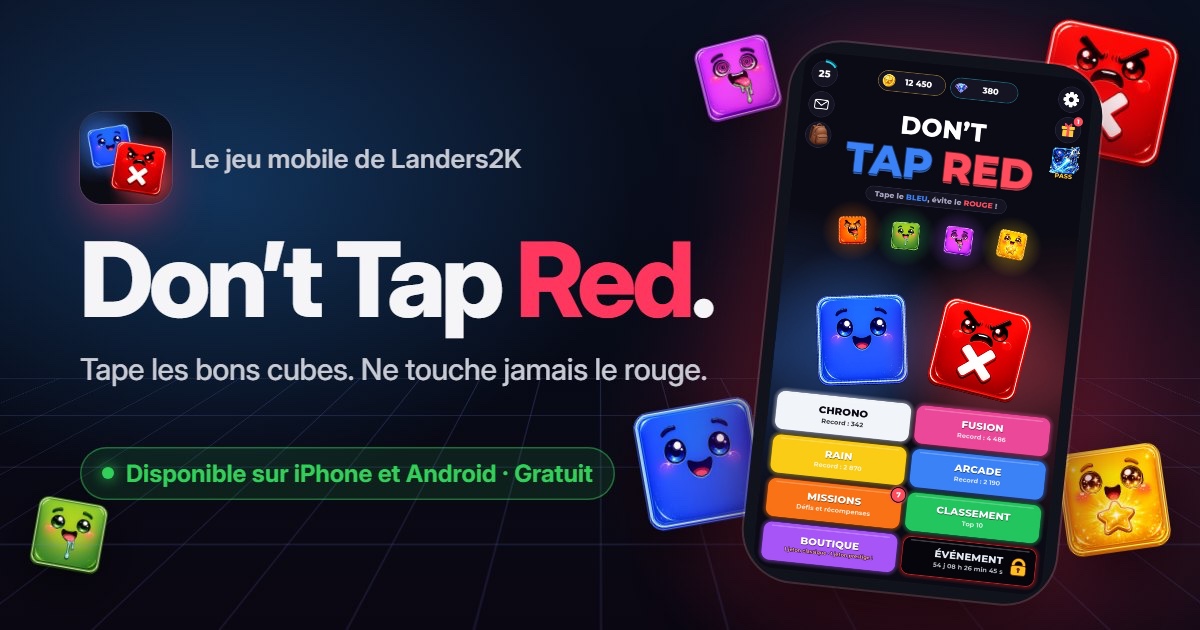 Le jeu mobile de Landers2K
Don't Tap Red.
Tape les bons cubes. Ne touche jamais le rouge.
Disponible sur iPhone et Android · Gratuit
25
12 450
380
1
PASS
DON'T
TAP RED
Tape le BLEU, évite le ROUGE !
CHRONO
Record : 342
FUSION
Record : 4 486
RAIN
Record : 2 870
ARCADE
Record : 2 190
MISSIONS
Défis et récompenses
7
CLASSEMENT
Top 10
BOUTIQUE
ÉVÉNEMENT
54 j 08 h 26 min 45 s